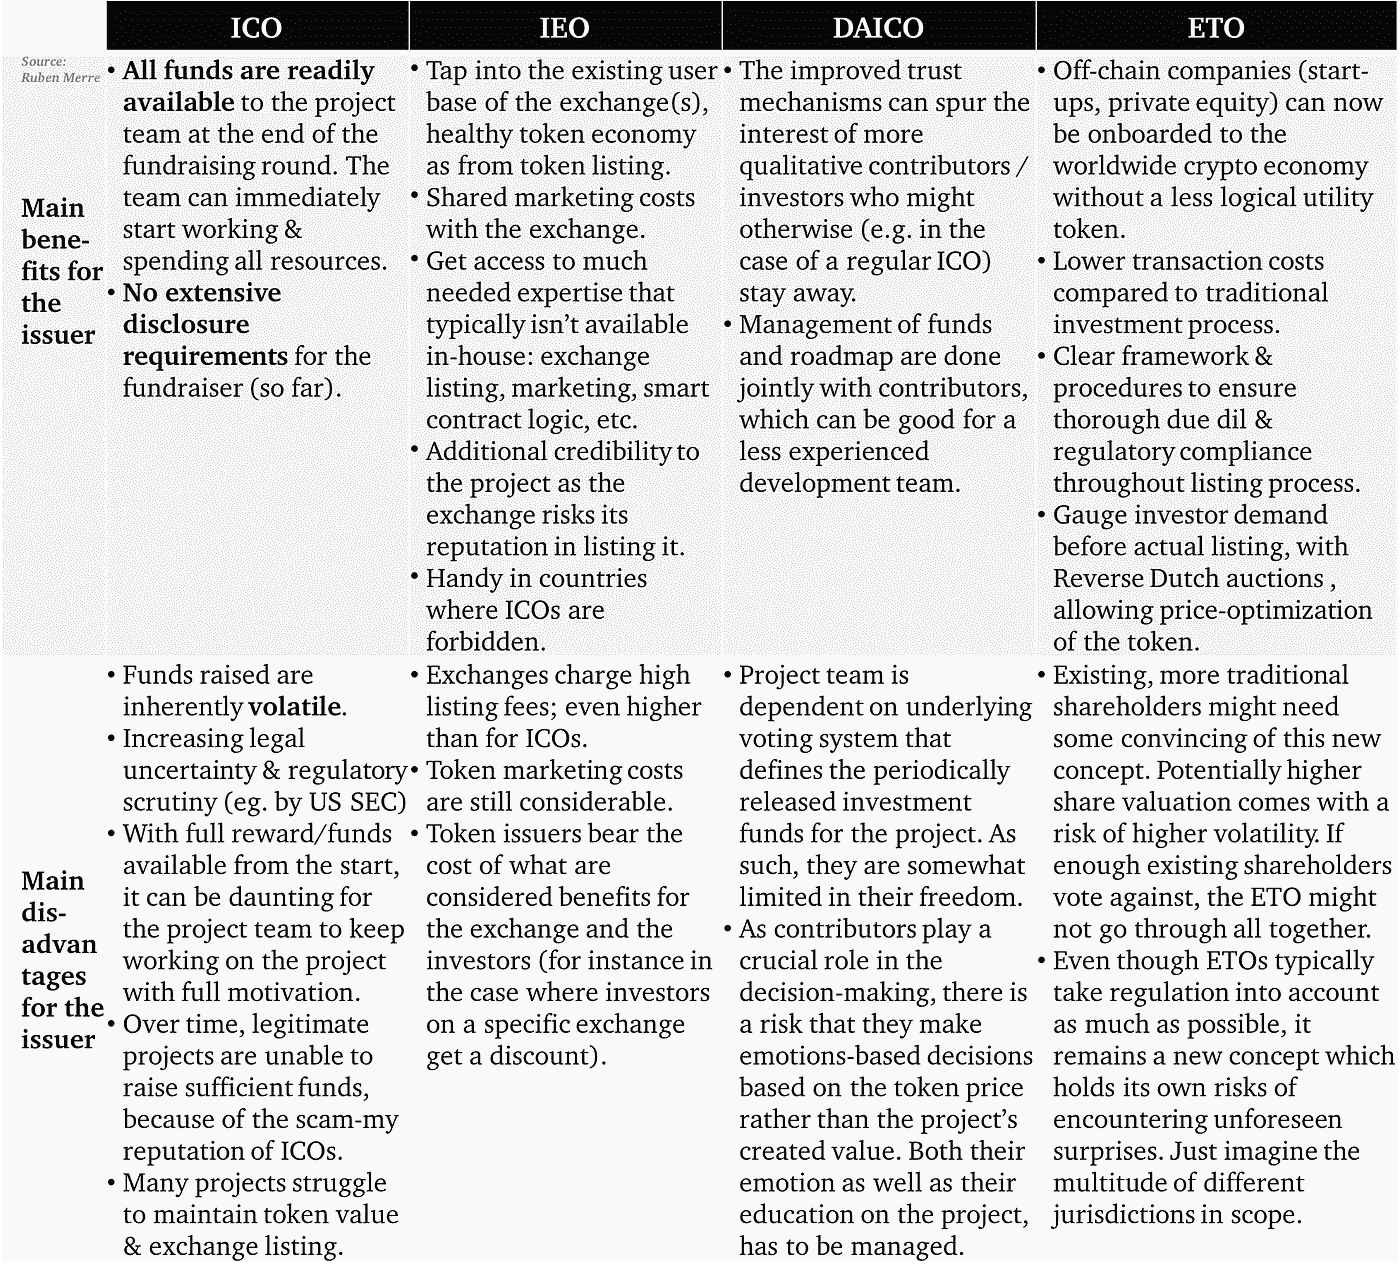 ICO
IEO
DAICO
ETO
Source:
Ruben Merre
Main
bene-
fits for
the
issuer
• All funds are readily
available to the project
team at the end of the
fundraising round. The
team can immediately
start working &
spending all resources.
• No extensive
disclosure
requirements for the
fundraiser (so far).
• Tap into the existing user
base of the exchange(s),
healthy token economy
as from token listing.
• Shared marketing costs
with the exchange.
• Get access to much
needed expertise that
typically isn't available
in-house: exchange
listing, marketing, smart
contract logic, etc.
• Additional credibility to
the project as the
exchange risks its
reputation in listing it.
• Handy in countries
where ICOs are
forbidden.
• The improved trust
mechanisms can spur the
interest of more
qualitative contributors /
investors who might
otherwise (e.g. in the
case of a regular ICO)
stay away.
• Management of funds
and roadmap are done
jointly with contributors,
which can be good for a
less experienced
development team.
• Off-chain companies (start-
ups, private equity) can now
be onboarded to the
worldwide crypto economy
without a less logical utility
token.
• Lower transaction costs
compared to traditional
investment process.
• Clear framework &
procedures to ensure
thorough due dil &
regulatory compliance
throughout listing process.
• Gauge investor demand
before actual listing, with
Reverse Dutch auctions ,
allowing price-optimization
of the token.
Main
dis-
advan
tages
for the
issuer
• Funds raised are
inherently volatile.
• Increasing legal
uncertainty & regulatory
scrutiny (eg. by US SEC)
• With full reward/funds
available from the start,
it can be daunting for
the project team to keep
working on the project
with full motivation.
• Over time, legitimate
projects are unable to
raise sufficient funds,
because of the scam-my
reputation of ICOs.
• Many projects struggle
to maintain token value
& exchange listing.
• Exchanges charge high
listing fees; even higher
than for ICOs.
• Token marketing costs
are still considerable.
• Token issuers bear the
cost of what are
considered benefits for
the exchange and the
investors (for instance in
the case where investors
on a specific exchange
get a discount).
• Project team is
dependent on underlying
voting system that
defines the periodically
released investment
funds for the project. As
such, they are somewhat
limited in their freedom.
• As contributors play a
crucial role in the
decision-making, there is
a risk that they make
emotions-based decisions
based on the token price
rather than the project's
created value. Both their
emotion as well as their
education on the project,
has to be managed.
• Existing, more traditional
shareholders might need
some convincing of this new
concept. Potentially higher
share valuation comes with a
risk of higher volatility. If
enough existing shareholders
vote against, the ETO might
not go through all together.
• Even though ETOs typically
take regulation into account
as much as possible, it
remains a new concept which
holds its own risks of
encountering unforeseen
surprises. Just imagine the
multitude of different
jurisdictions in scope.